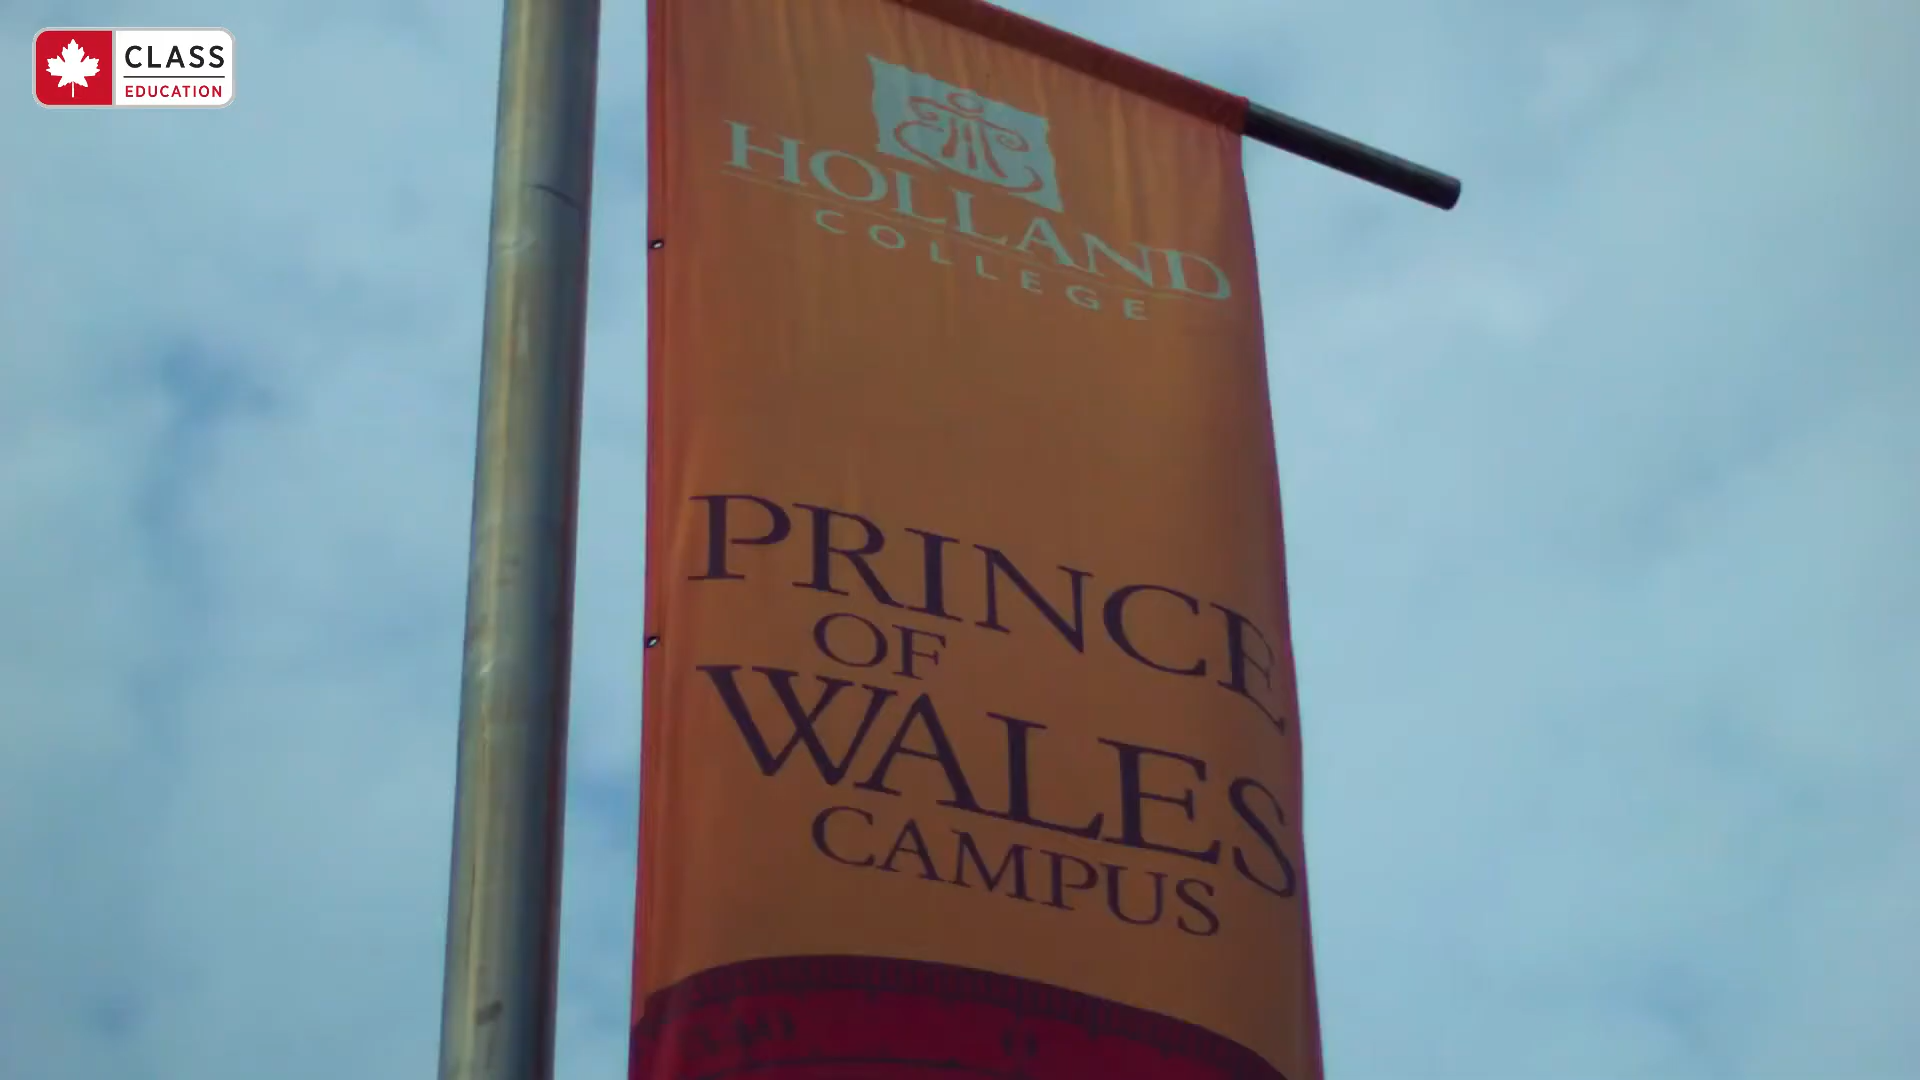 CLASS
EDUCATION
HOLLAND
COLLEGE
PRINCE
OF
WALES
CAMPUS